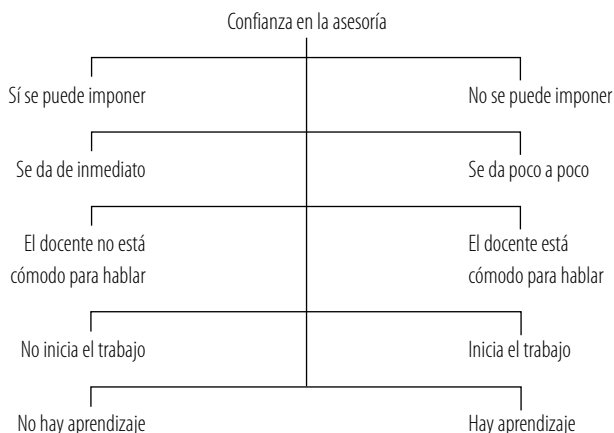 Confianza en la asesoría
Sí se puede imponer
No se puede imponer
Se da de inmediato
Se da poco a poco
El docente no está
cómodo para hablar
El docente está
cómodo para hablar
No inicia el trabajo
Inicia el trabajo
No hay aprendizaje
Hay aprendizaje